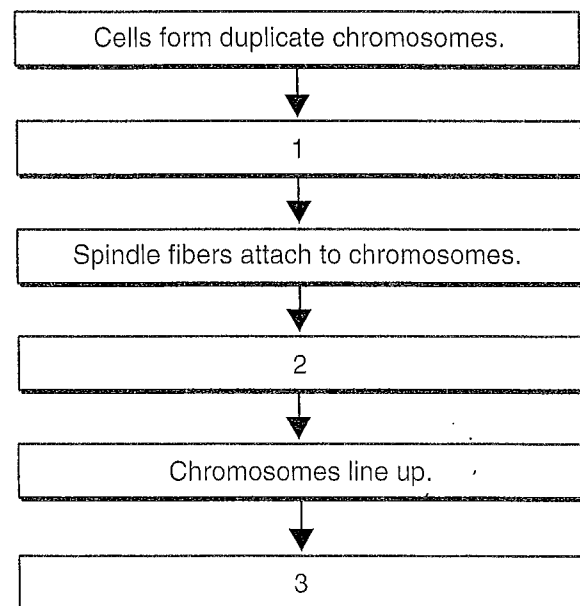 Cells form duplicate chromosomes.
1
Spindle fibers attach to chromosomes.
2
Chromosomes line up.
3